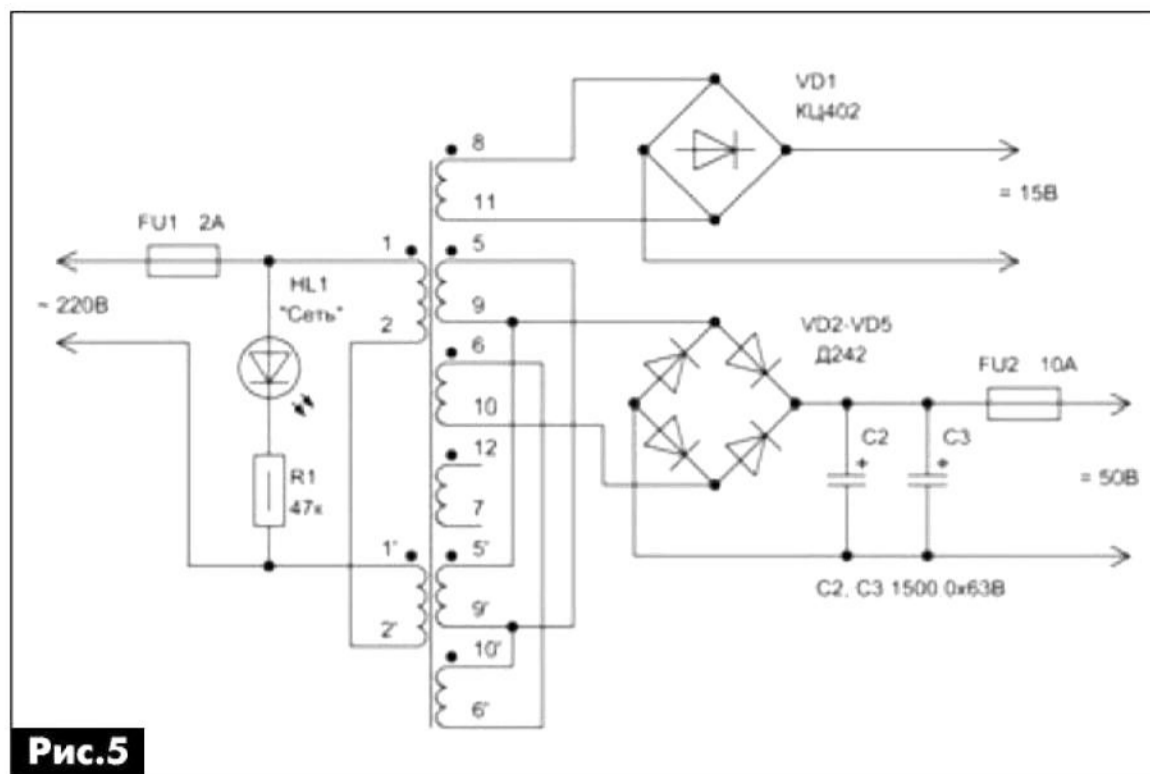 VD1
КЦ402
8
11
= 15В
FU1 2А
1
5
HL1
"Сеть"
9
~ 220В
2
6
VD2-VD5
Д242
FU2 10А
10
12
C2
+
C3
+
R1
47к
7
= 50В
1'
5'
C2, C3 1500,0x63В
9'
2'
10'
6'
Рис.5